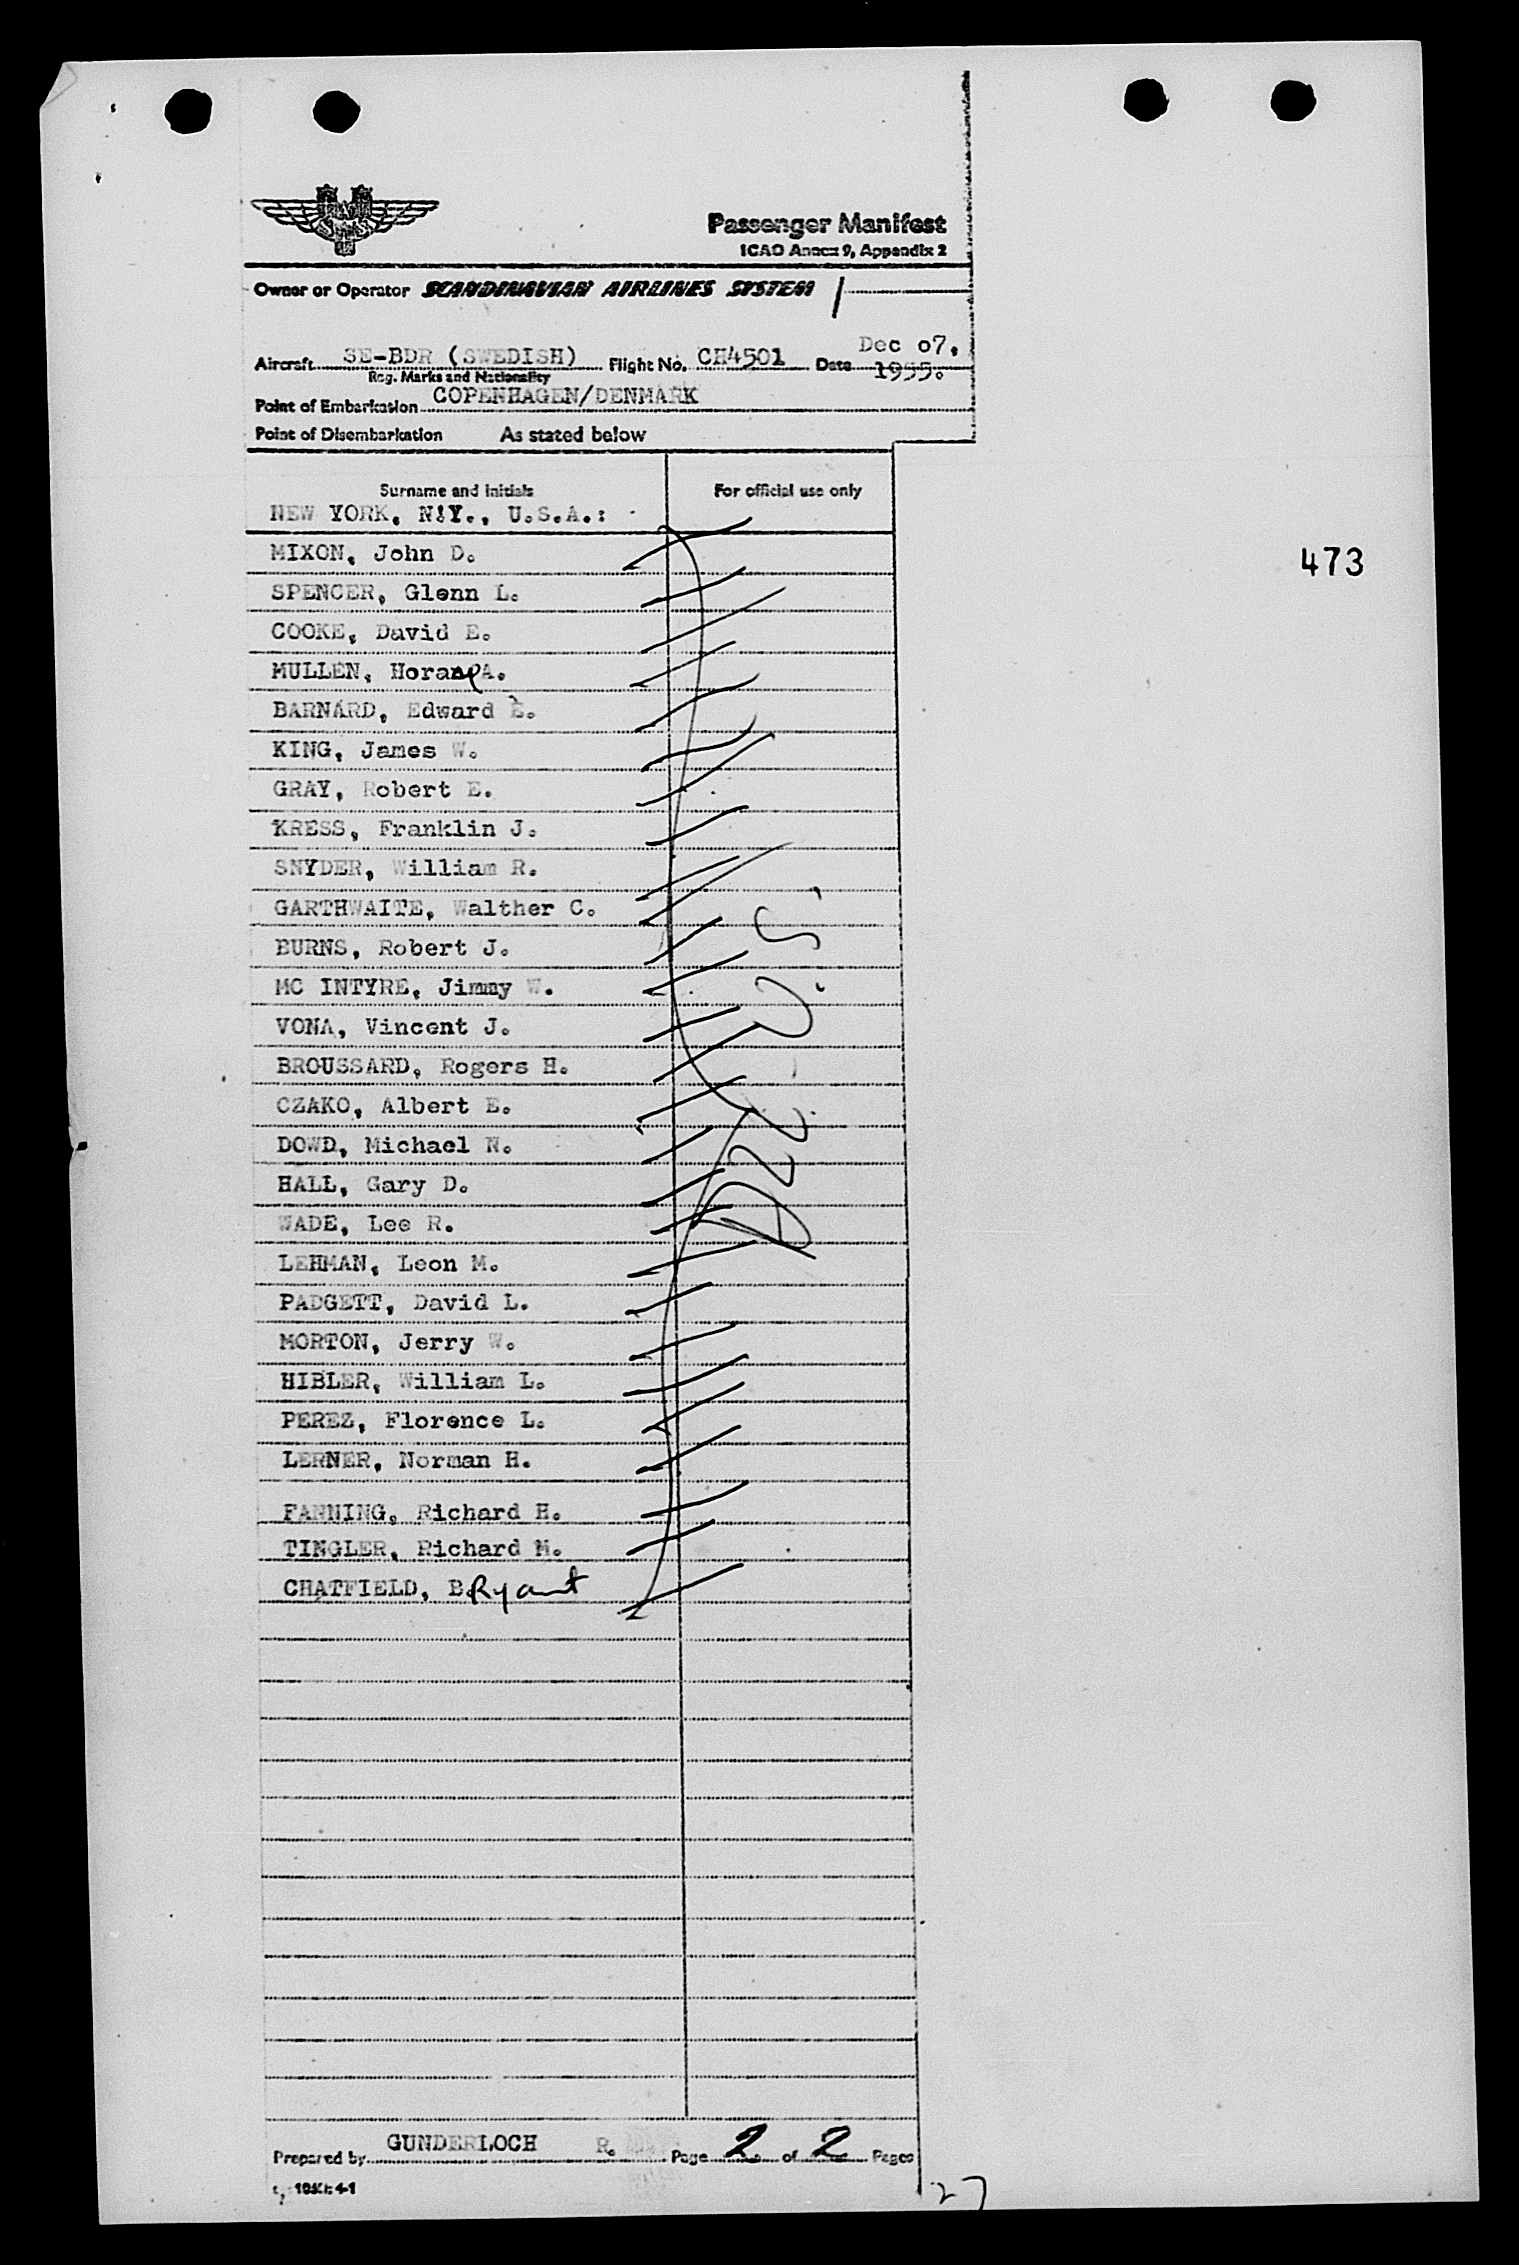 Passenger Manifest
ICAO Annex 9, Appendix 2
Owner or Operator SCANDINAVIAN AIRLINES SYSTEM
Aircraft SE-BDR (SWEDISH) Flight No. CH4501 Date Dec 07, 1955.
Reg. Marks and Nationality
Point of Embarkation COPENHAGEN/DENMARK
Point of Disembarkation As stated below
Surname and initials For official use only
NEW YORK, N!Y., U.S.A.:
MIXON, John D.
473
SPENCER, Glenn L.
COOKE, David E.
MULLEN, Horane A.
BARNARD, Edward E.
KING, James W.
GRAY, Robert E.
KRESS, Franklin J.
SNYDER, William R.
GARTHWAITE, Walther C.
BURNS, Robert J.
MC INTYRE, Jimmy W.
VONA, Vincent J.
BROUSSARD, Rogers H.
CZAKO, Albert E.
DOWD, Michael N.
HALL, Gary D.
WADE, Lee R.
LEHMAN, Leon M.
PADGETT, David L.
MORTON, Jerry W.
HIBLER, William L.
PEREZ, Florence L.
LERNER, Norman H.
FANNING, Richard H.
TINGLER, Richard M.
CHATFIELD, BRyant
All U.S.
Prepared by GUNDERLOCH R. Page 2 of 2 Pages
27